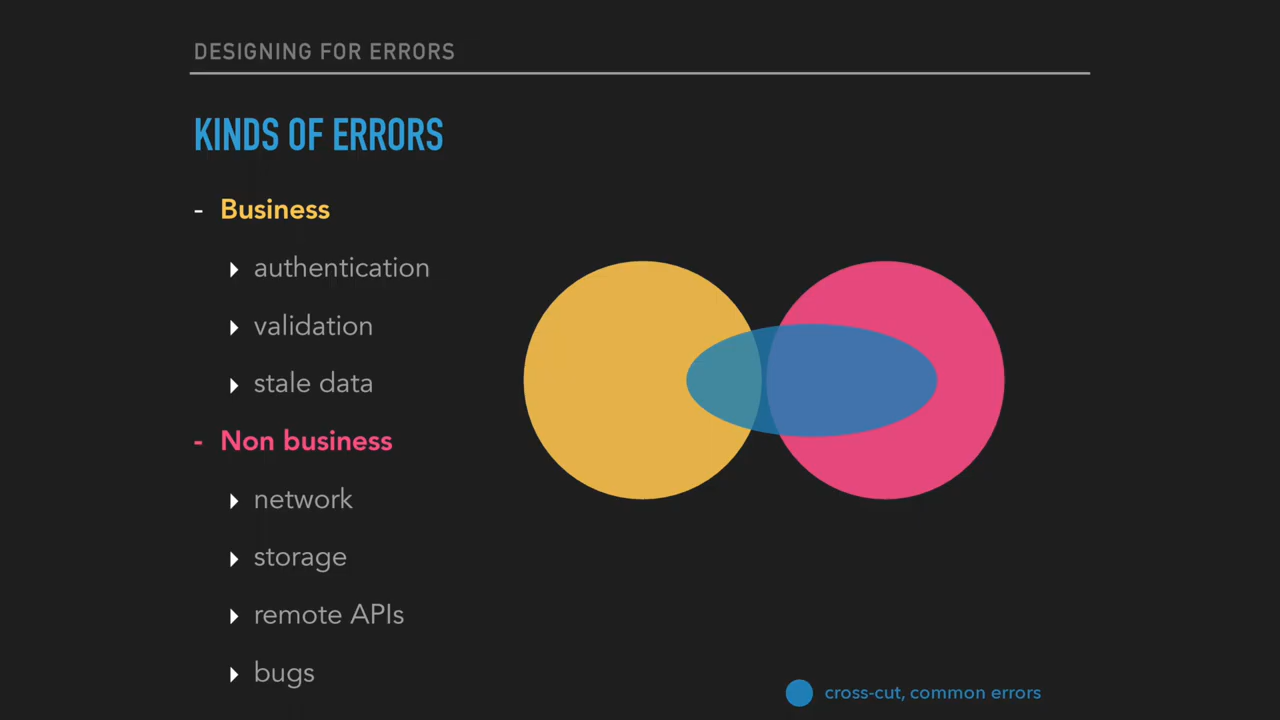 DESIGNING FOR ERRORS
KINDS OF ERRORS
- Business
authentication
validation
stale data
- Non business
network
storage
remote APIs
bugs
cross-cut, common errors